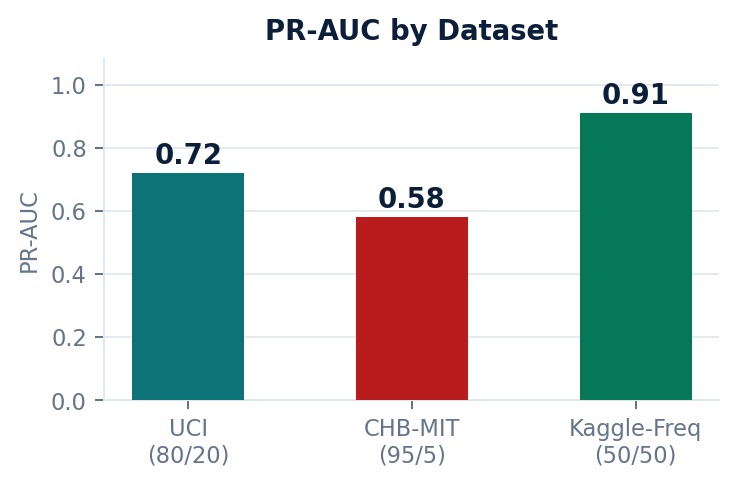 PR-AUC by Dataset
PR-AUC
1.0
0.8
0.6
0.4
0.2
0.0
0.72
0.58
0.91
UCI
(80/20)
CHB-MIT
(95/5)
Kaggle-Freq
(50/50)